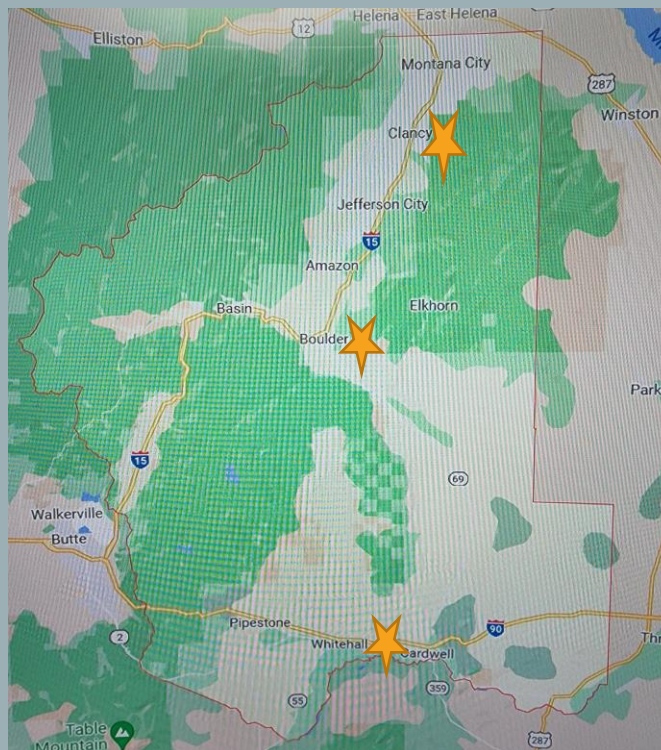 Helena
East Helena
12
Elliston
Montana City
287
Winston
Clancy
Jefferson City
15
Amazon
Basin
Elkhorn
Boulder
Park
15
69
Walkerville
Butte
Pipestone
90
2
Whitehall
Cardwell
359
55
Table
Mountain
287